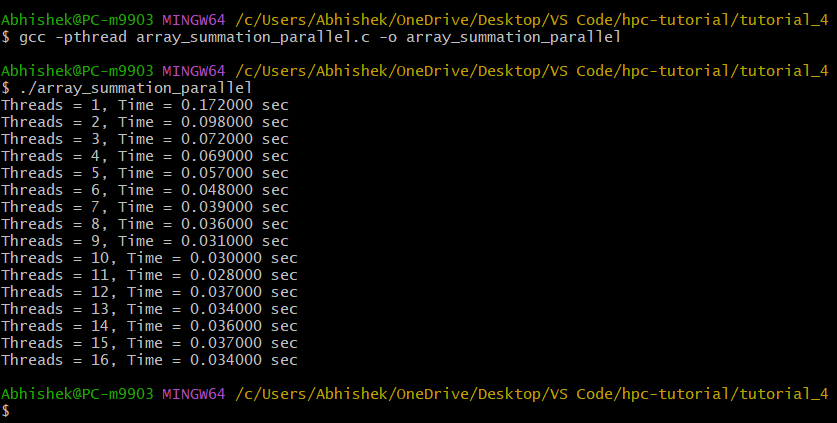 Abhishek@PC-m9903 MINGW64 /c/Users/Abhishek/OneDrive/Desktop/VS Code/hpc-tutorial/tutorial_4
$ gcc -pthread array_summation_parallel.c -o array_summation_parallel
Abhishek@PC-m9903 MINGW64 /c/Users/Abhishek/OneDrive/Desktop/VS Code/hpc-tutorial/tutorial_4
$ ./array_summation_parallel
Threads = 1, Time = 0.172000 sec
Threads = 2, Time = 0.098000 sec
Threads = 3, Time = 0.072000 sec
Threads = 4, Time = 0.069000 sec
Threads = 5, Time = 0.057000 sec
Threads = 6, Time = 0.048000 sec
Threads = 7, Time = 0.039000 sec
Threads = 8, Time = 0.036000 sec
Threads = 9, Time = 0.031000 sec
Threads = 10, Time = 0.030000 sec
Threads = 11, Time = 0.028000 sec
Threads = 12, Time = 0.037000 sec
Threads = 13, Time = 0.034000 sec
Threads = 14, Time = 0.036000 sec
Threads = 15, Time = 0.037000 sec
Threads = 16, Time = 0.034000 sec
Abhishek@PC-m9903 MINGW64 /c/Users/Abhishek/OneDrive/Desktop/VS Code/hpc-tutorial/tutorial_4
$